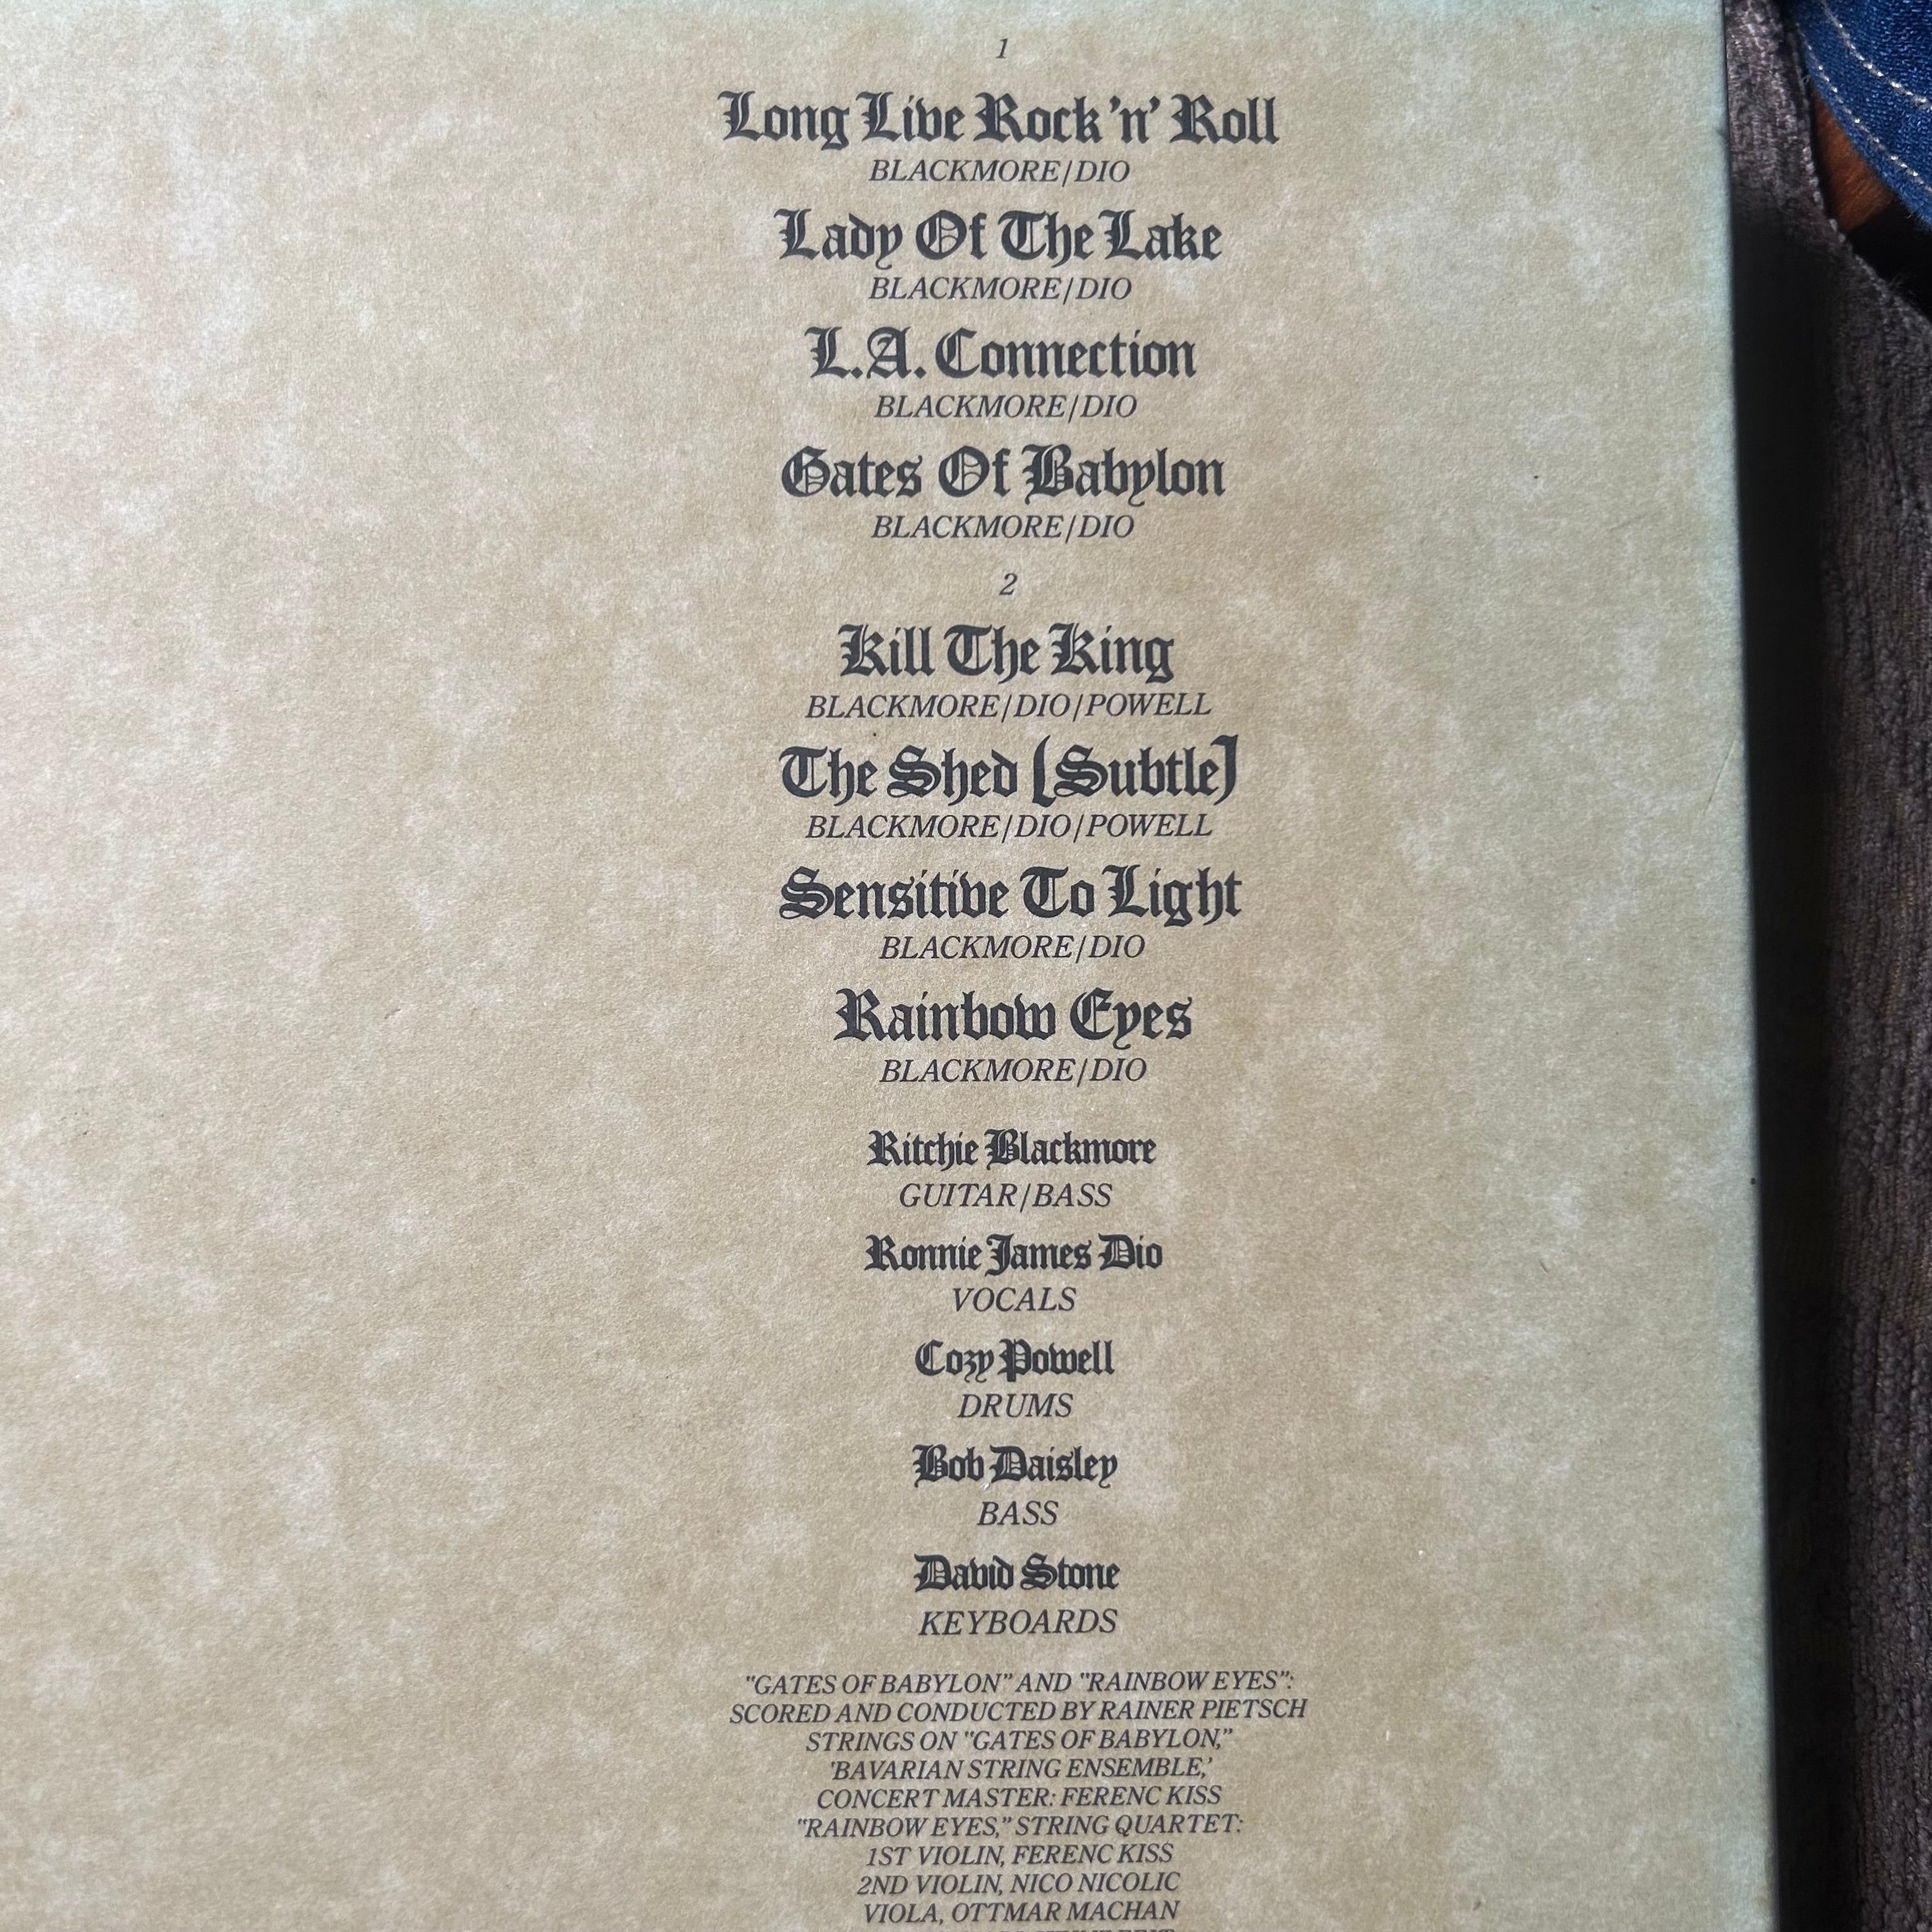 1
Long Live Rock 'n' Roll
BLACKMORE/DIO
Lady Of The Lake
BLACKMORE/DIO
L.A. Connection
BLACKMORE/DIO
Gates Of Babylon
BLACKMORE/DIO
2
Kill The King
BLACKMORE/DIO/POWELL
The Shed (Subtle)
BLACKMORE/DIO/POWELL
Sensitive To Light
BLACKMORE/DIO
Rainbow Eyes
BLACKMORE/DIO
Ritchie Blackmore
GUITAR/BASS
Ronnie James Dio
VOCALS
Cozy Powell
DRUMS
Bob Daisley
BASS
David Stone
KEYBOARDS
"GATES OF BABYLON" AND "RAINBOW EYES":
SCORED AND CONDUCTED BY RAINER PIETSCH
STRINGS ON "GATES OF BABYLON,"
'BAVARIAN STRING ENSEMBLE,'
CONCERT MASTER: FERENC KISS
"RAINBOW EYES," STRING QUARTET:
1ST VIOLIN, FERENC KISS
2ND VIOLIN, NICO NICOLIC
VIOLA, OTTMAR MACHAN